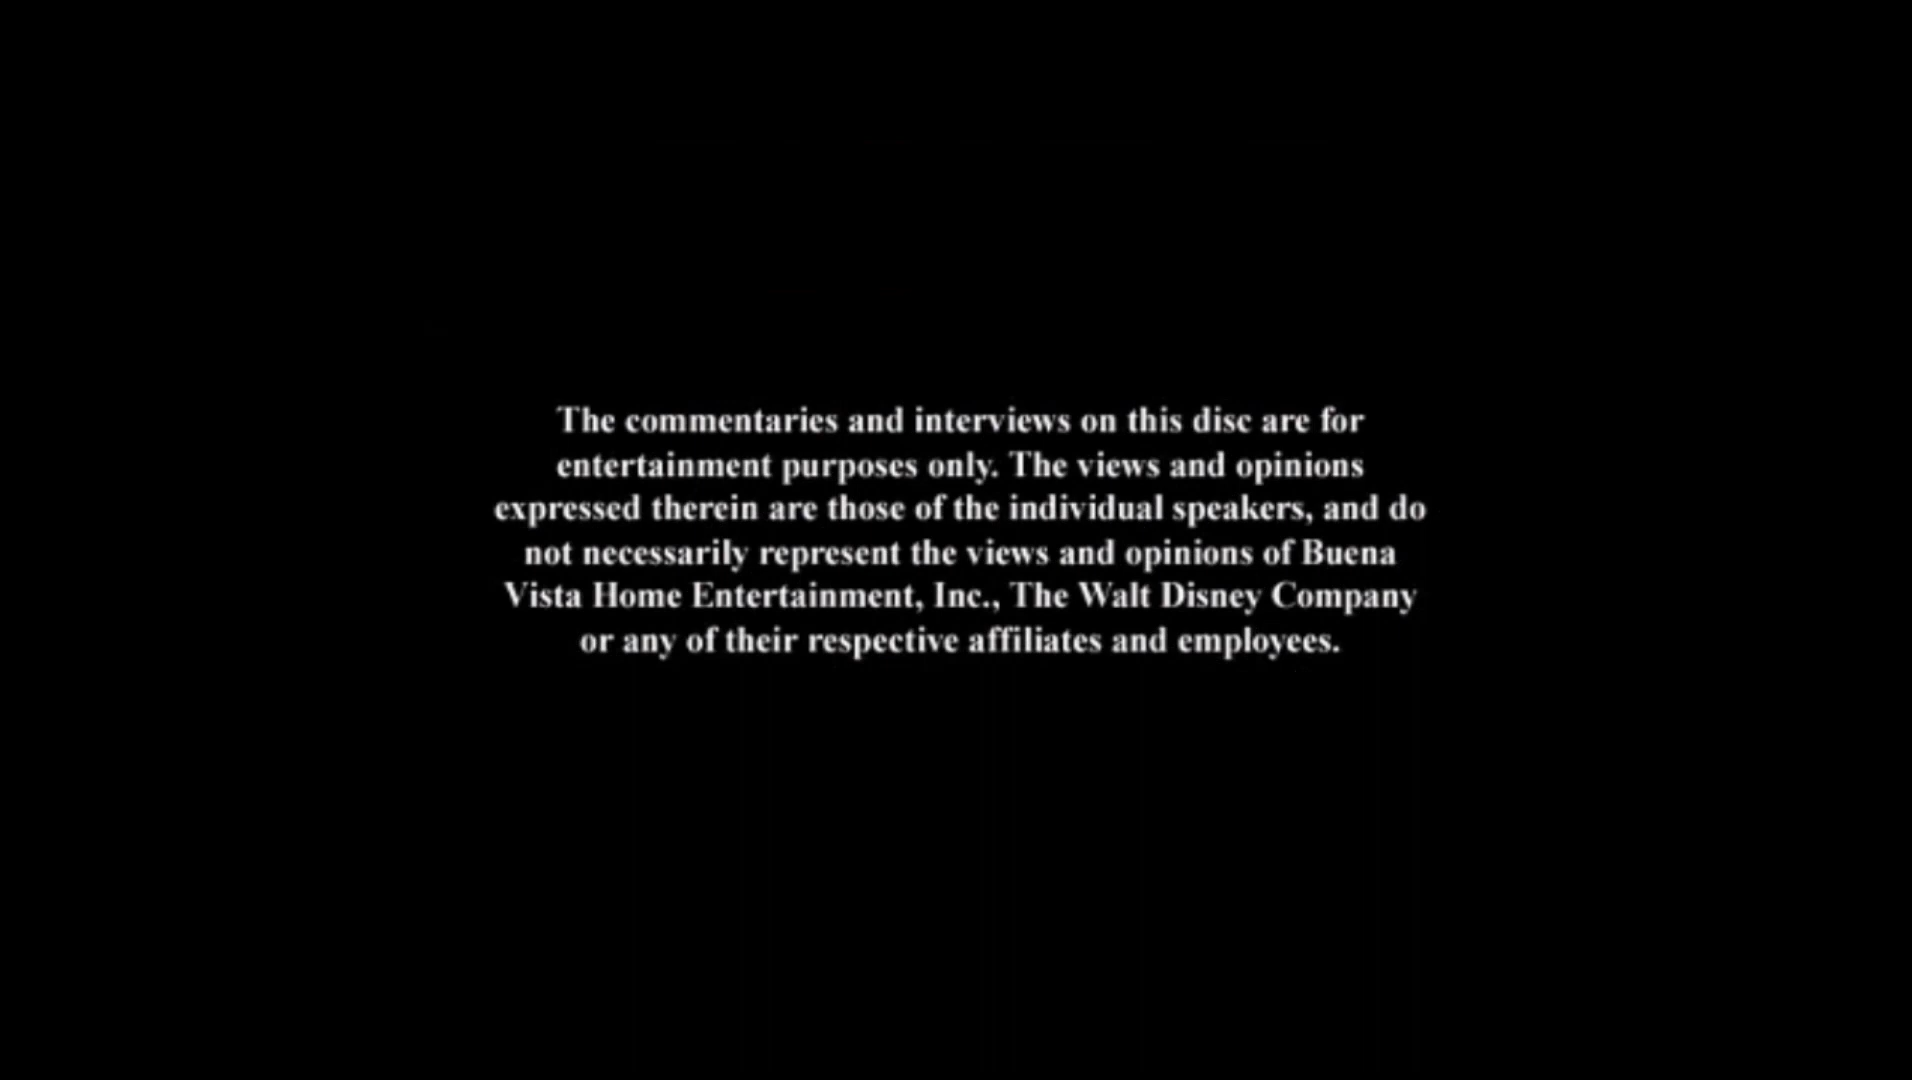 The commentaries and interviews on this disc are for
entertainment purposes only. The views and opinions
expressed therein are those of the individual speakers, and do
not necessarily represent the views and opinions of Buena
Vista Home Entertainment, Inc., The Walt Disney Company
or any of their respective affiliates and employees.